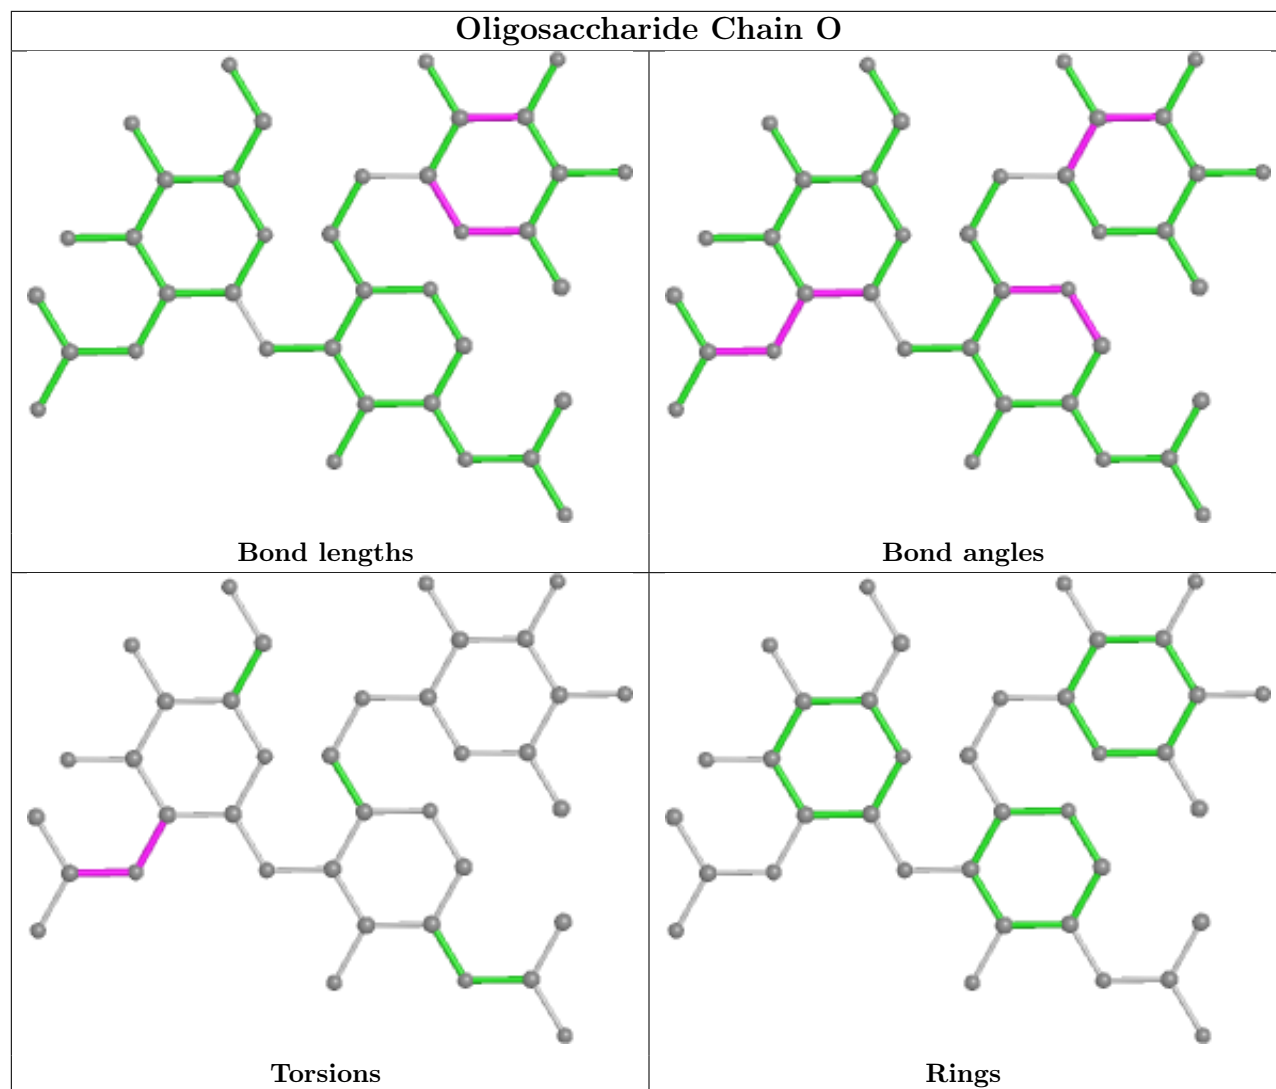 Oligosaccharide Chain O
Bond lengths
Bond angles
Torsions
Rings